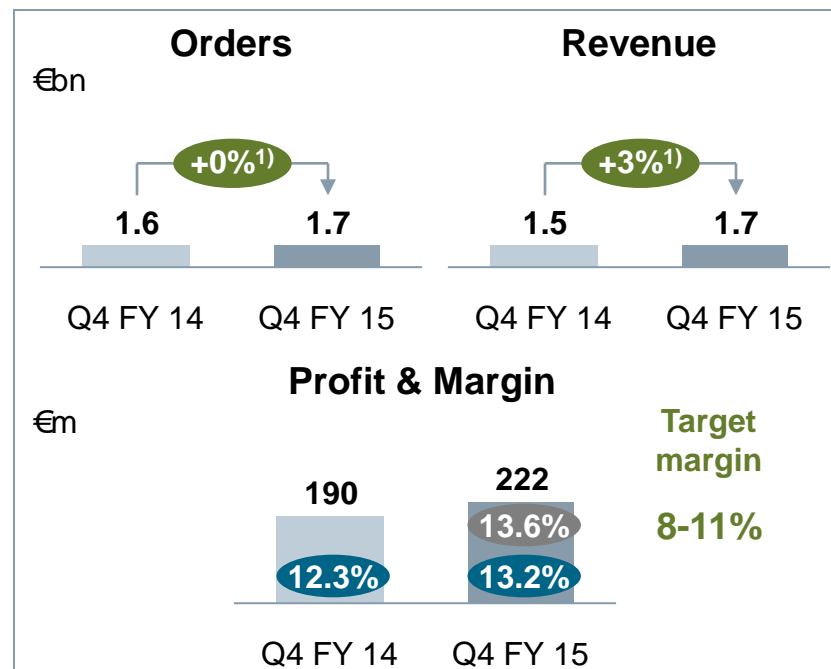 Orders Revenue
€bn
+0%1) +3%1)
1.6 1.7 1.5 1.7
Q4 FY 14 Q4 FY 15 Q4 FY 14 Q4 FY 15
Profit & Margin
€m
Target
margin
8-11%
190 222
13.6%
12.3% 13.2%
Q4 FY 14 Q4 FY 15